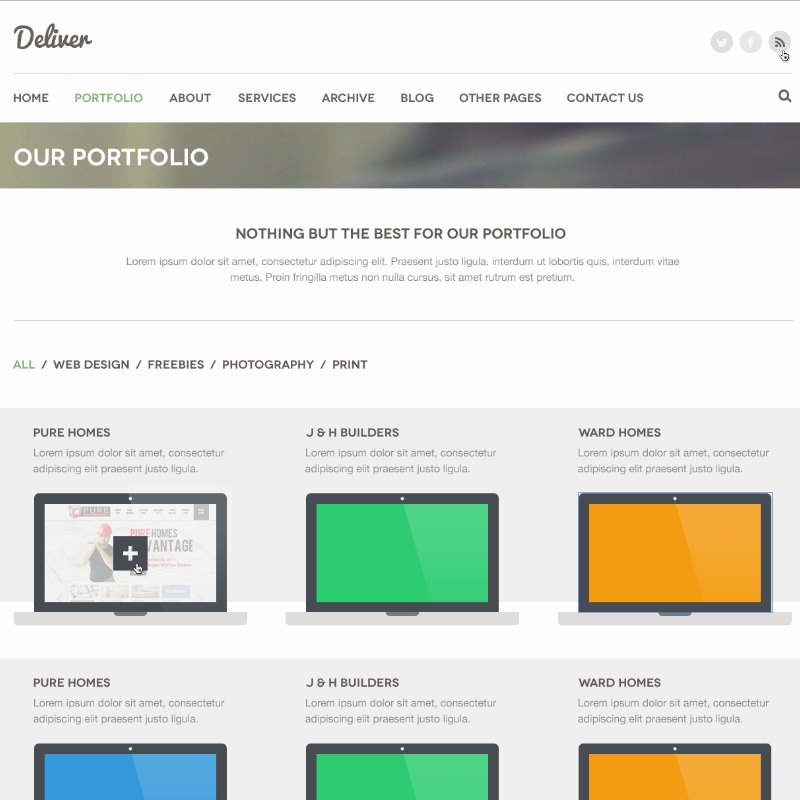 Deliver
HOME PORTFOLIO ABOUT SERVICES ARCHIVE BLOG OTHER PAGES CONTACT US
OUR PORTFOLIO
NOTHING BUT THE BEST FOR OUR PORTFOLIO
Lorem ipsum dolor sit amet, consectetur adipiscing elit. Praesent justo ligula, interdum ut lobortis quis, interdum vitae
metus. Proin fringilla metus non nulla cursus, sit amet rutrum est pretium.
ALL / WEB DESIGN / FREEBIES / PHOTOGRAPHY / PRINT
PURE HOMES
Lorem ipsum dolor sit amet, consectetur
adipiscing elit praesent justo ligula.
PURE
PURE HOMES
VANTAGE
J & H BUILDERS
Lorem ipsum dolor sit amet, consectetur
adipiscing elit praesent justo ligula.
WARD HOMES
Lorem ipsum dolor sit amet, consectetur
adipiscing elit praesent justo ligula.
PURE HOMES
Lorem ipsum dolor sit amet, consectetur
adipiscing elit praesent justo ligula.
J & H BUILDERS
Lorem ipsum dolor sit amet, consectetur
adipiscing elit praesent justo ligula.
WARD HOMES
Lorem ipsum dolor sit amet, consectetur
adipiscing elit praesent justo ligula.